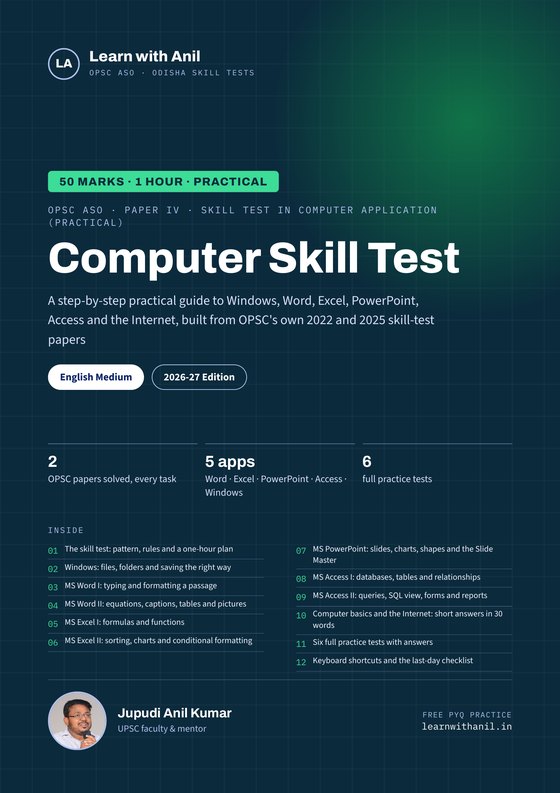 LA
Learn with Anil
OPSC ASO · ODISHA SKILL TESTS
50 MARKS · 1 HOUR · PRACTICAL
OPSC ASO · PAPER IV · SKILL TEST IN COMPUTER APPLICATION
(PRACTICAL)
Computer Skill Test
A step-by-step practical guide to Windows, Word, Excel, PowerPoint,
Access and the Internet, built from OPSC's own 2022 and 2025 skill-test
papers
English Medium
2026-27 Edition
2
OPSC papers solved, every task
5 apps
Word · Excel · PowerPoint · Access ·
Windows
6
full practice tests
INSIDE
01 The skill test: pattern, rules and a one-hour plan
02 Windows: files, folders and saving the right way
03 MS Word I: typing and formatting a passage
04 MS Word II: equations, captions, tables and pictures
05 MS Excel I: formulas and functions
06 MS Excel II: sorting, charts and conditional formatting
07 MS PowerPoint: slides, charts, shapes and the Slide
Master
08 MS Access I: databases, tables and relationships
09 MS Access II: queries, SQL view, forms and reports
10 Computer basics and the Internet: short answers in 30
words
11 Six full practice tests with answers
12 Keyboard shortcuts and the last-day checklist
Jupudi Anil Kumar
UPSC faculty & mentor
FREE PYQ PRACTICE
learnwithanil.in